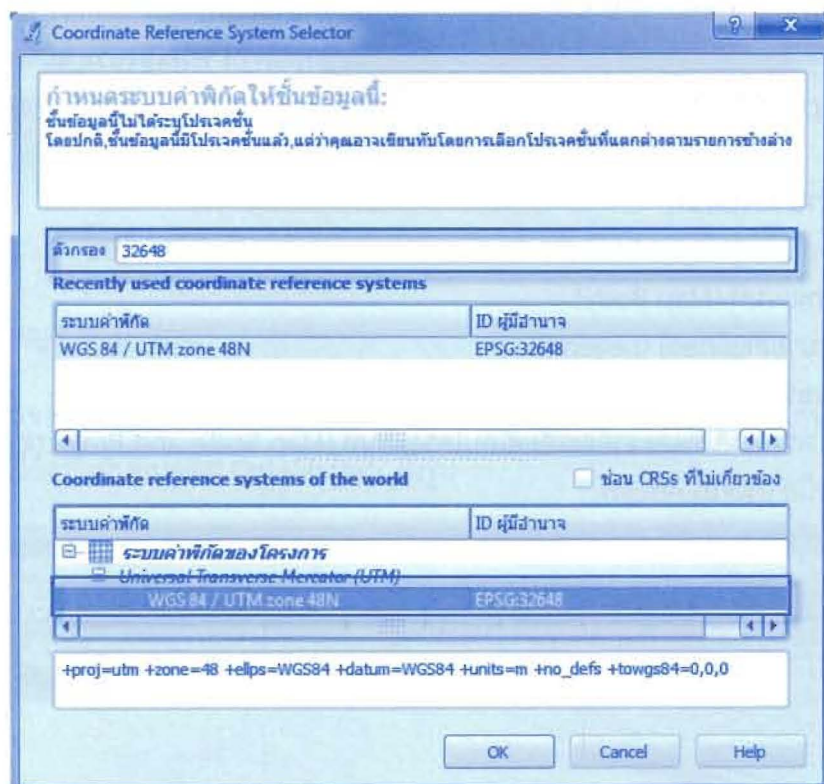 Coordinate Reference System Selector
กำหนดระบบค่าพิกัดให้ชั้นข้อมูลนี้:
ชั้นข้อมูลนี้ไม่ได้ระบุโปรเจคชั่น
โดยปกติ,ชั้นข้อมูลนี้มีโปรเจคชั่นแล้ว,แต่ว่าคุณอาจเขียนทับโดยการเลือกโปรเจคชั่นที่แตกต่างตามรายการข้างล่าง
ตัวกรอง 32648
Recently used coordinate reference systems
ระบบค่าพิกัด ID ผู้มีอำนาจ
WGS 84 / UTM zone 48N EPSG:32648
Coordinate reference systems of the world ซ่อน CRSs ที่ไม่เกี่ยวข้อง
ระบบค่าพิกัด ID ผู้มีอำนาจ
ระบบค่าพิกัดของโครงการ
Universal Transverse Mercator (UTM)
WGS 84 / UTM zone 48N EPSG:32648
+proj=utm +zone=48 +ellps=WGS84 +datum=WGS84 +units=m +no_defs +towgs84=0,0,0
OK Cancel Help